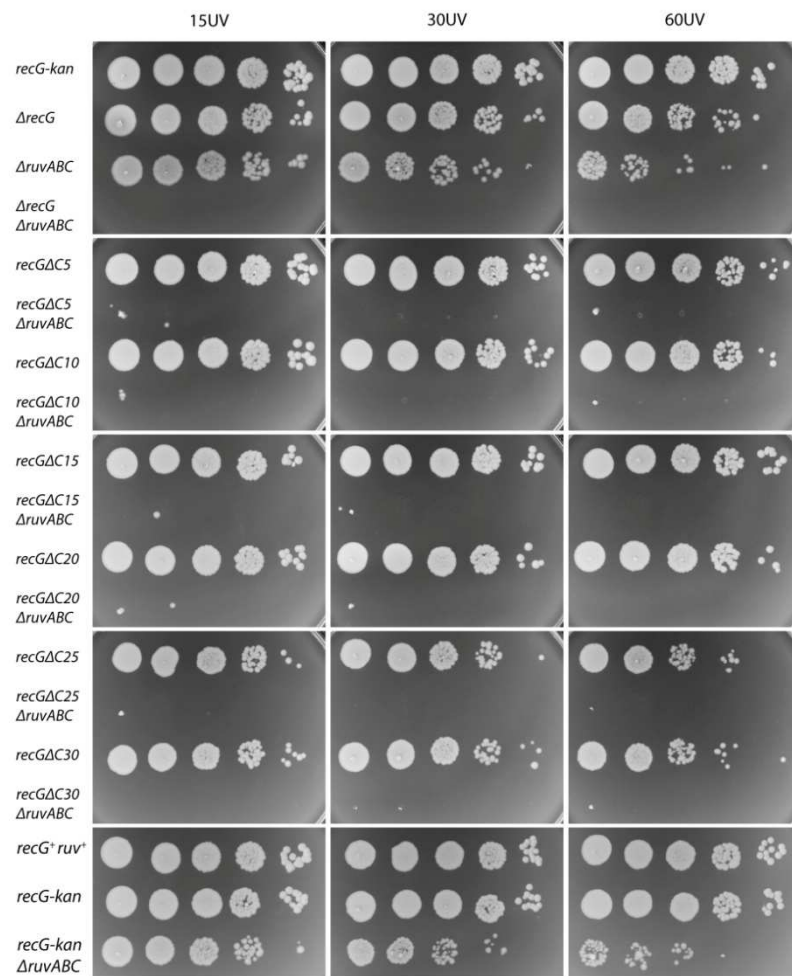 15UV 30UV 60UV
recG-kan
ΔrecG
ΔruvABC
ΔrecG
ΔruvABC
recGΔC5
recGΔC5
ΔruvABC
recGΔC10
recGΔC10
ΔruvABC
recGΔC15
recGΔC15
ΔruvABC
recGΔC20
recGΔC20
ΔruvABC
recGΔC25
recGΔC25
ΔruvABC
recGΔC30
recGΔC30
ΔruvABC
recG⁺ ruv⁺
recG-kan
recG-kan
ΔruvABC